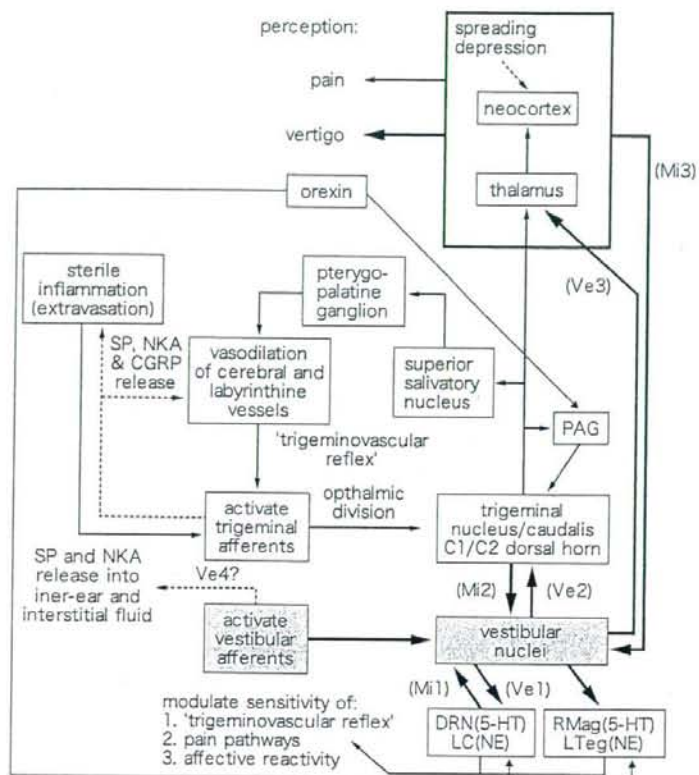 perception:
spreading
depression
pain
neocortex
vertigo
(Mi3)
orexin
thalamus
sterile
inflammation
(extravasation)
pterygo-
palatine
ganglion
(Ve3)
SP, NKA
& CGRP
release
vasodilation
of cerebral and
labyrinthine
vessels
superior
salivatory
nucleus
PAG
'trigeminovascular
reflex'
activate
trigeminal
afferents
opthalmic
division
trigeminal
nucleus/caudalis
C1/C2 dorsal horn
SP and NKA
release into
iner-ear and
interstitial fluid
Ve4?
(Mi2)
(Ve2)
activate
vestibular
afferents
vestibular
nuclei
(Mi1)
(Ve1)
modulate sensitivity of:
1. 'trigeminovascular reflex'
2. pain pathways
3. affective reactivity
DRN(5-HT)
LC(NE)
RMag(5-HT)
LTeg(NE)